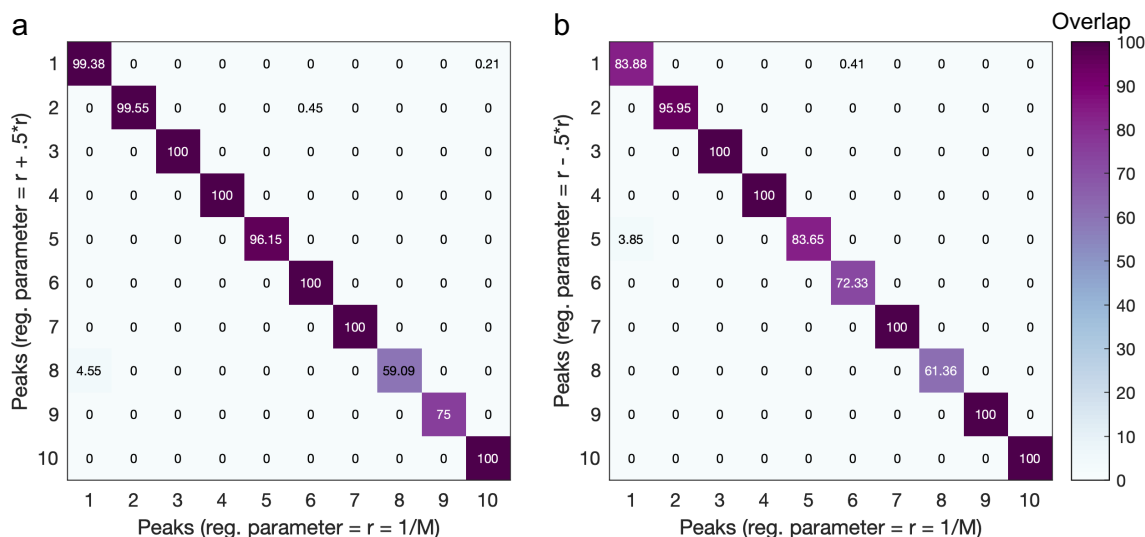 a
b
Overlap
Peaks (reg. parameter = r + .5*r)
1 99.38 0 0 0 0 0 0 0 0 0.21
2 0 99.55 0 0 0 0.45 0 0 0 0
3 0 0 100 0 0 0 0 0 0 0
4 0 0 0 100 0 0 0 0 0 0
5 0 0 0 0 96.15 0 0 0 0 0
6 0 0 0 0 0 100 0 0 0 0
7 0 0 0 0 0 0 100 0 0 0
8 4.55 0 0 0 0 0 0 59.09 0 0
9 0 0 0 0 0 0 0 0 75 0
10 0 0 0 0 0 0 0 0 0 100
1 2 3 4 5 6 7 8 9 10
Peaks (reg. parameter = r = 1/M)
Peaks (reg. parameter = r - .5*r)
1 83.88 0 0 0 0 0.41 0 0 0 0
2 0 95.95 0 0 0 0 0 0 0 0
3 0 0 100 0 0 0 0 0 0 0
4 0 0 0 100 0 0 0 0 0 0
5 3.85 0 0 0 83.65 0 0 0 0 0
6 0 0 0 0 0 72.33 0 0 0 0
7 0 0 0 0 0 0 100 0 0 0
8 0 0 0 0 0 0 0 61.36 0 0
9 0 0 0 0 0 0 0 0 100 0
10 0 0 0 0 0 0 0 0 0 100
1 2 3 4 5 6 7 8 9 10
Peaks (reg. parameter = r = 1/M)
100
90
80
70
60
50
40
30
20
10
0